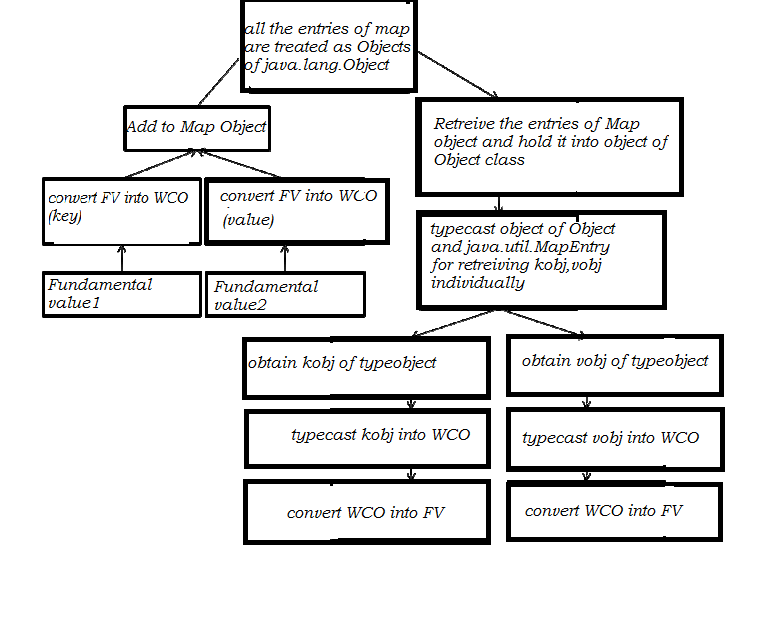 all the entries of map
are treated as Objects
of java.lang.Object
Add to Map Object
Retreive the entries of Map
object and hold it into object of
Object class
convert FV into WCO
(key)
convert FV into WCO
(value)
typecast object of Object
and java.util.MapEntry
for retreiving kobj,vobj
individually
Fundamental
value1
Fundamental
value2
obtain kobj of typeobject
obtain vobj of typeobject
typecast kobj into WCO
typecast vobj into WCO
convert WCO into FV
convert WCO into FV